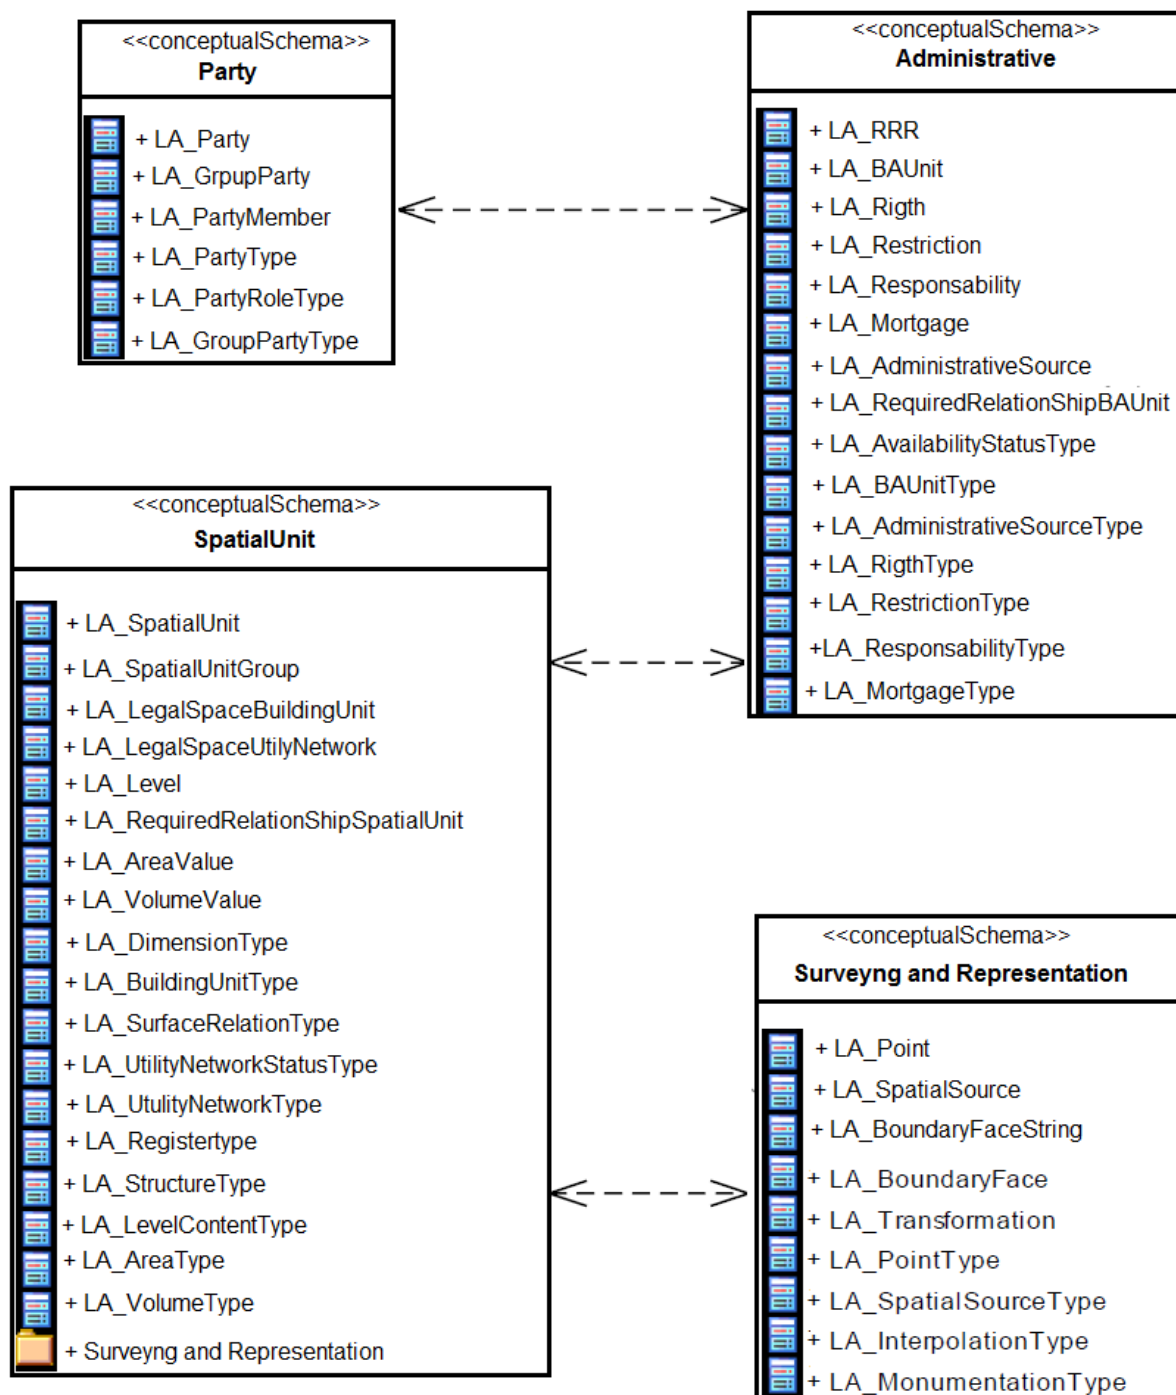 <<conceptualSchema>>
Party
+ LA_Party
+ LA_GrpupParty
+ LA_PartyMember
+ LA_PartyType
+ LA_PartyRoleType
+ LA_GroupPartyType
<<conceptualSchema>>
Administrative
+ LA_RRR
+ LA_BAUnit
+ LA_Rigth
+ LA_Restriction
+ LA_Responsability
+ LA_Mortgage
+ LA_AdministrativeSource
+ LA_RequiredRelationShipBAUnit
+ LA_AvailabilityStatusType
+ LA_BAUnitType
+ LA_AdministrativeSourceType
+ LA_RigthType
+ LA_RestrictionType
+LA_ResponsabilityType
+ LA_MortgageType
<<conceptualSchema>>
SpatialUnit
+ LA_SpatialUnit
+ LA_SpatialUnitGroup
+ LA_LegalSpaceBuildingUnit
+ LA_LegalSpaceUtilyNetwork
+ LA_Level
+ LA_RequiredRelationShipSpatialUnit
+ LA_AreaValue
+ LA_VolumeValue
+ LA_DimensionType
+ LA_BuildingUnitType
+ LA_SurfaceRelationType
+ LA_UtilityNetworkStatusType
+ LA_UtulityNetworkType
+ LA_Registertype
+ LA_StructureType
+ LA_LevelContentType
+ LA_AreaType
+ LA_VolumeType
+ Surveyng and Representation
<<conceptualSchema>>
Surveyng and Representation
+ LA_Point
+ LA_SpatialSource
+ LA_BoundaryFaceString
+ LA_BoundaryFace
+ LA_Transformation
+ LA_PointType
+ LA_SpatialSourceType
+ LA_InterpolationType
+ LA_MonumentationType